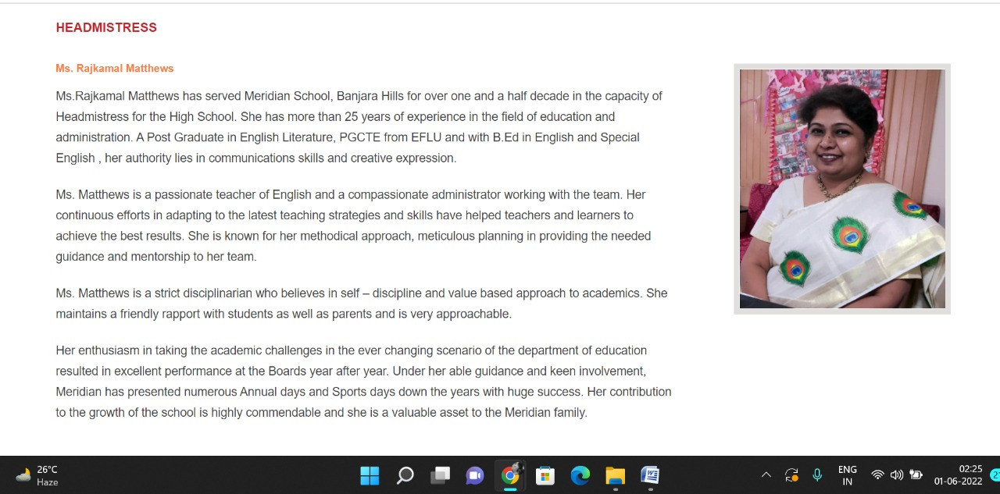 HEADMISTRESS
Ms. Rajkamal Matthews
Ms.Rajkamal Matthews has served Meridian School, Banjara Hills for over one and a half decade in the capacity of
Headmistress for the High School. She has more than 25 years of experience in the field of education and
administration. A Post Graduate in English Literature, PGCTE from EFLU and with B.Ed in English and Special
English , her authority lies in communications skills and creative expression.
Ms. Matthews is a passionate teacher of English and a compassionate administrator working with the team. Her
continuous efforts in adapting to the latest teaching strategies and skills have helped teachers and learners to
achieve the best results. She is known for her methodical approach, meticulous planning in providing the needed
guidance and mentorship to her team.
Ms. Matthews is a strict disciplinarian who believes in self – discipline and value based approach to academics. She
maintains a friendly rapport with students as well as parents and is very approachable.
Her enthusiasm in taking the academic challenges in the ever changing scenario of the department of education
resulted in excellent performance at the Boards year after year. Under her able guidance and keen involvement,
Meridian has presented numerous Annual days and Sports days down the years with huge success. Her contribution
to the growth of the school is highly commendable and she is a valuable asset to the Meridian family.
26°C
Haze
ENG
IN
02:25
01-06-2022